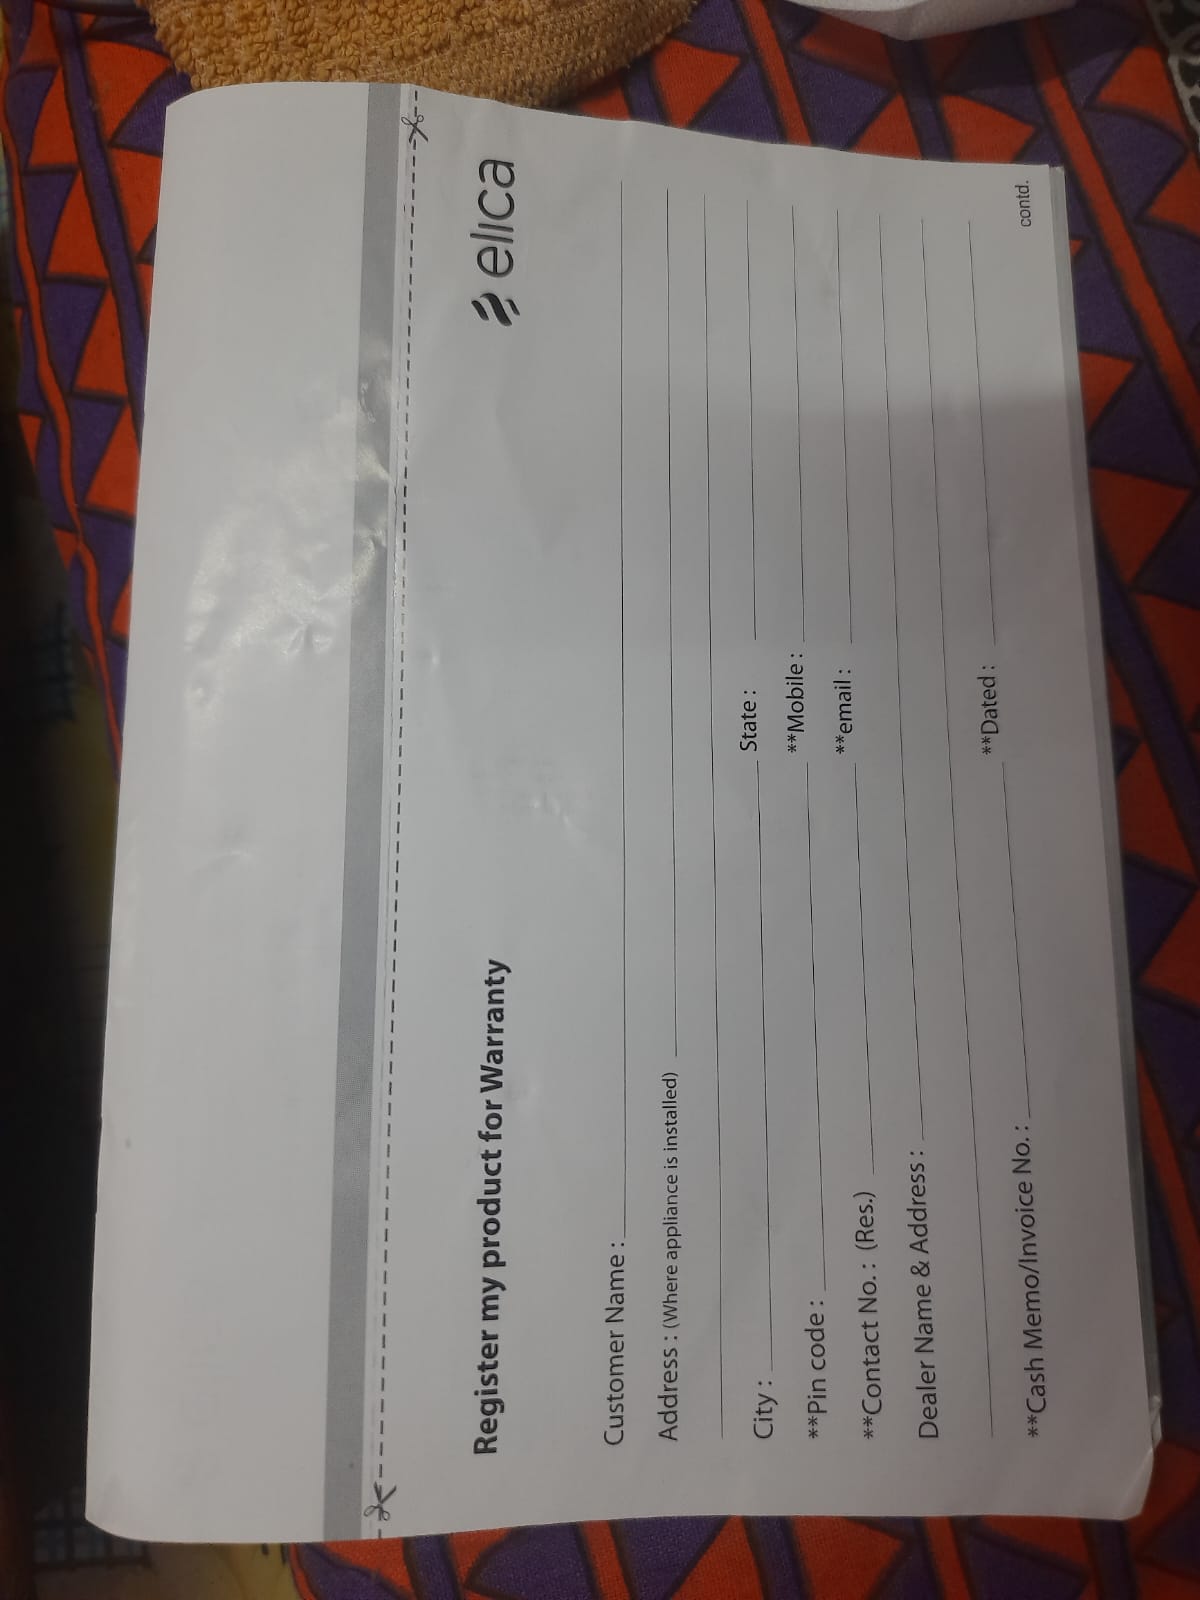 Register my product for Warranty
elica
Customer Name :
Address : (Where appliance is installed)
City : State :
**Pin code : **Mobile :
**Contact No. : (Res.) **email :
Dealer Name & Address :
**Cash Memo/Invoice No. : **Dated :
contd.